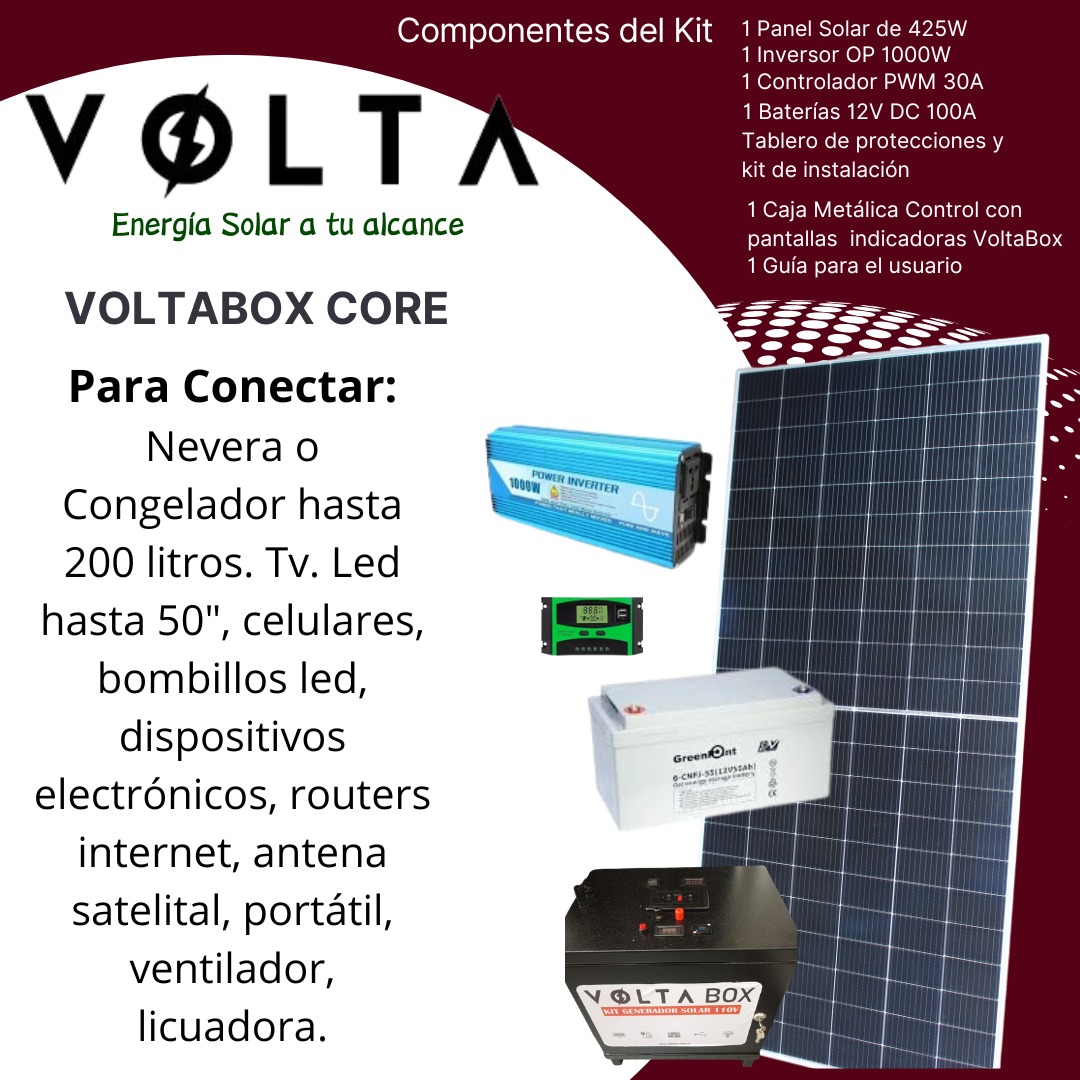 Componentes del Kit
1 Panel Solar de 425W
1 Inversor OP 1000W
1 Controlador PWM 30A
1 Baterías 12V DC 100A
Tablero de protecciones y
kit de instalación
1 Caja Metálica Control con
pantallas indicadoras VoltaBox
1 Guía para el usuario
VOLTA
Energía Solar a tu alcance
VOLTABOX CORE
Para Conectar:
Nevera o
Congelador hasta
200 litros. Tv. Led
hasta 50", celulares,
bombillos led,
dispositivos
electrónicos, routers
internet, antena
satelital, portátil,
ventilador,
licuadora.
POWER INVERTER
1000W
GreenPoint
6-CNFJ-55(12V55Ah)
VOLTA BOX
KIT GENERADOR SOLAR 110V